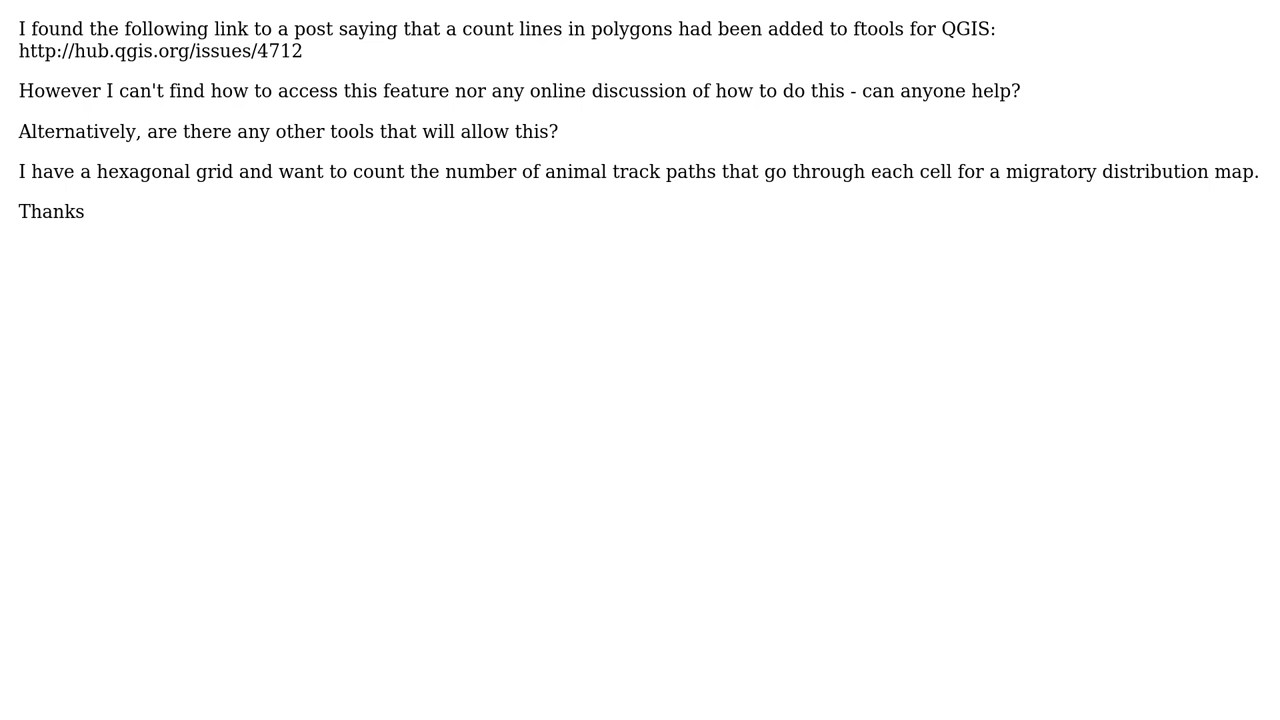 I found the following link to a post saying that a count lines in polygons had been added to ftools for QGIS:
http://hub.qgis.org/issues/4712
However I can't find how to access this feature nor any online discussion of how to do this - can anyone help?
Alternatively, are there any other tools that will allow this?
I have a hexagonal grid and want to count the number of animal track paths that go through each cell for a migratory distribution map.
Thanks